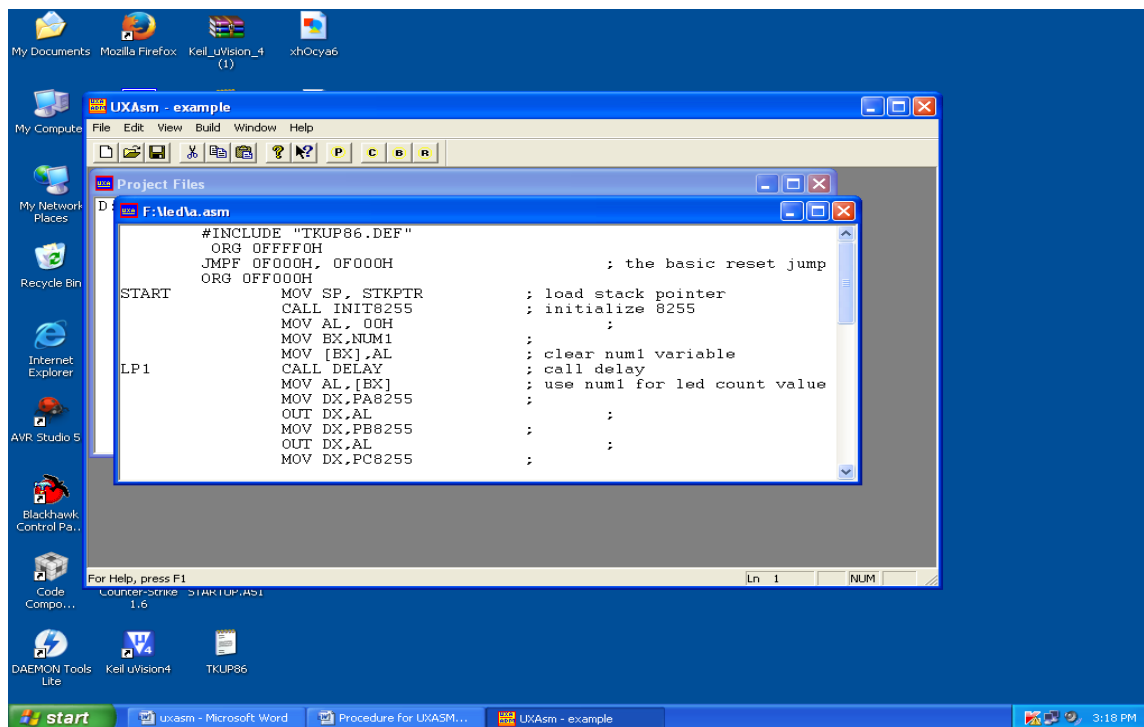 My Documents
Mozilla Firefox
Keil_uVision_4
(1)
xhOcya6
My Compute
My Network
Places
Recycle Bin
Internet
Explorer
AVR Studio 5
Blackhawk
Control Pa...
Code
Compo...
DAEMON Tools
Lite
Counter-Strike
1.6
STARTUP.A51
Keil uVision4
TKUP86
UXAsm - example
File Edit View Build Window Help
P C B R
Project Files
D
F:\led\a.asm
#INCLUDE "TKUP86.DEF"
ORG 0FFFF0H
JMPF 0F000H, 0F000H ; the basic reset jump
ORG 0FF000H
START MOV SP, STKPTR ; load stack pointer
CALL INIT8255 ; initialize 8255
MOV AL, 00H ;
MOV BX,NUM1 ;
MOV [BX],AL ; clear num1 variable
LP1 CALL DELAY ; call delay
MOV AL,[BX] ; use num1 for led count value
MOV DX,PA8255 ;
OUT DX,AL ;
MOV DX,PB8255 ;
OUT DX,AL ;
MOV DX,PC8255 ;
For Help, press F1
Ln 1
NUM
start
uxasm - Microsoft Word
Procedure for UXASM...
UXAsm - example
3:18 PM